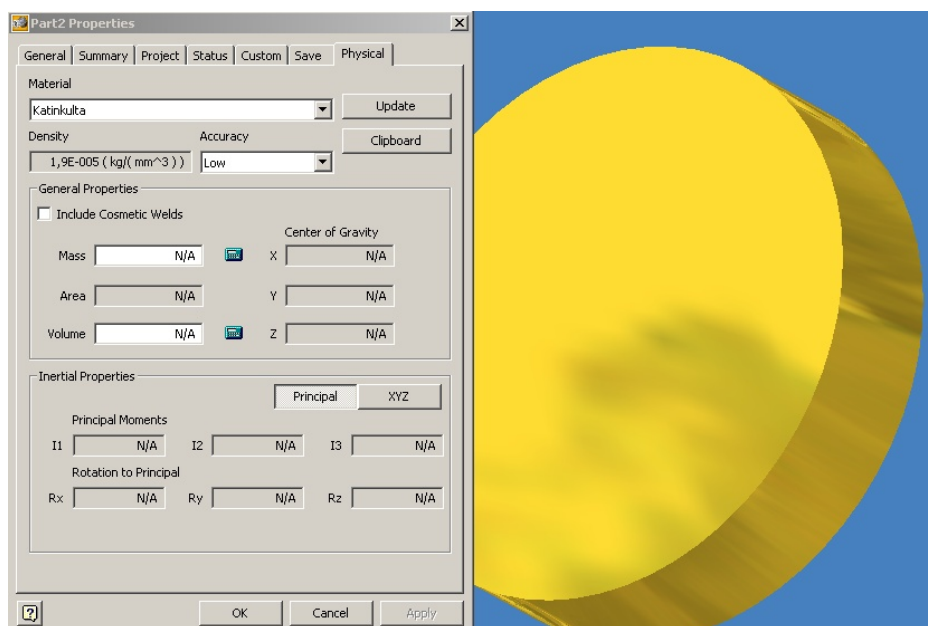 Part2 Properties
General Summary Project Status Custom Save Physical
Material
Katinkulta Update
Density Accuracy Clipboard
1,9E-005 ( kg/( mm^3 )) Low
General Properties
Include Cosmetic Welds
Center of Gravity
Mass N/A X N/A
Area N/A Y N/A
Volume N/A Z N/A
Inertial Properties
Principal XYZ
Principal Moments
I1 N/A I2 N/A I3 N/A
Rotation to Principal
Rx N/A Ry N/A Rz N/A
? OK Cancel Apply